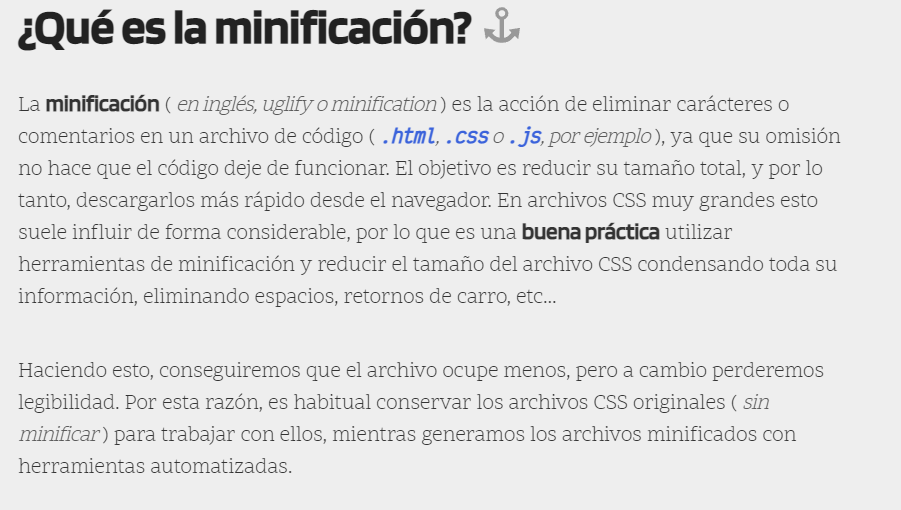 ¿Qué es la minificación?
La minificación ( en inglés, uglify o minification ) es la acción de eliminar carácteres o
comentarios en un archivo de código ( .html, .css o .js, por ejemplo ), ya que su omisión
no hace que el código deje de funcionar. El objetivo es reducir su tamaño total, y por lo
tanto, descargarlos más rápido desde el navegador. En archivos CSS muy grandes esto
suele influir de forma considerable, por lo que es una buena práctica utilizar
herramientas de minificación y reducir el tamaño del archivo CSS condensando toda su
información, eliminando espacios, retornos de carro, etc...
Haciendo esto, conseguiremos que el archivo ocupe menos, pero a cambio perderemos
legibilidad. Por esta razón, es habitual conservar los archivos CSS originales ( sin
minificar ) para trabajar con ellos, mientras generamos los archivos minificados con
herramientas automatizadas.